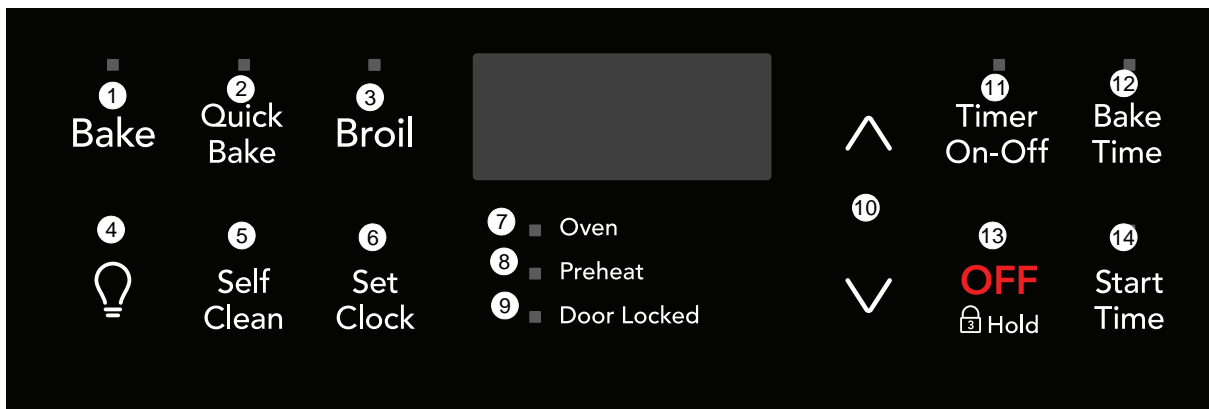 1
Bake
2
Quick
Bake
3
Broil
11
Timer
On-Off
12
Bake
Time
4
5
Self
Clean
6
Set
Clock
7
Oven
8
Preheat
9
Door Locked
10
13
OFF
3
Hold
14
Start
Time